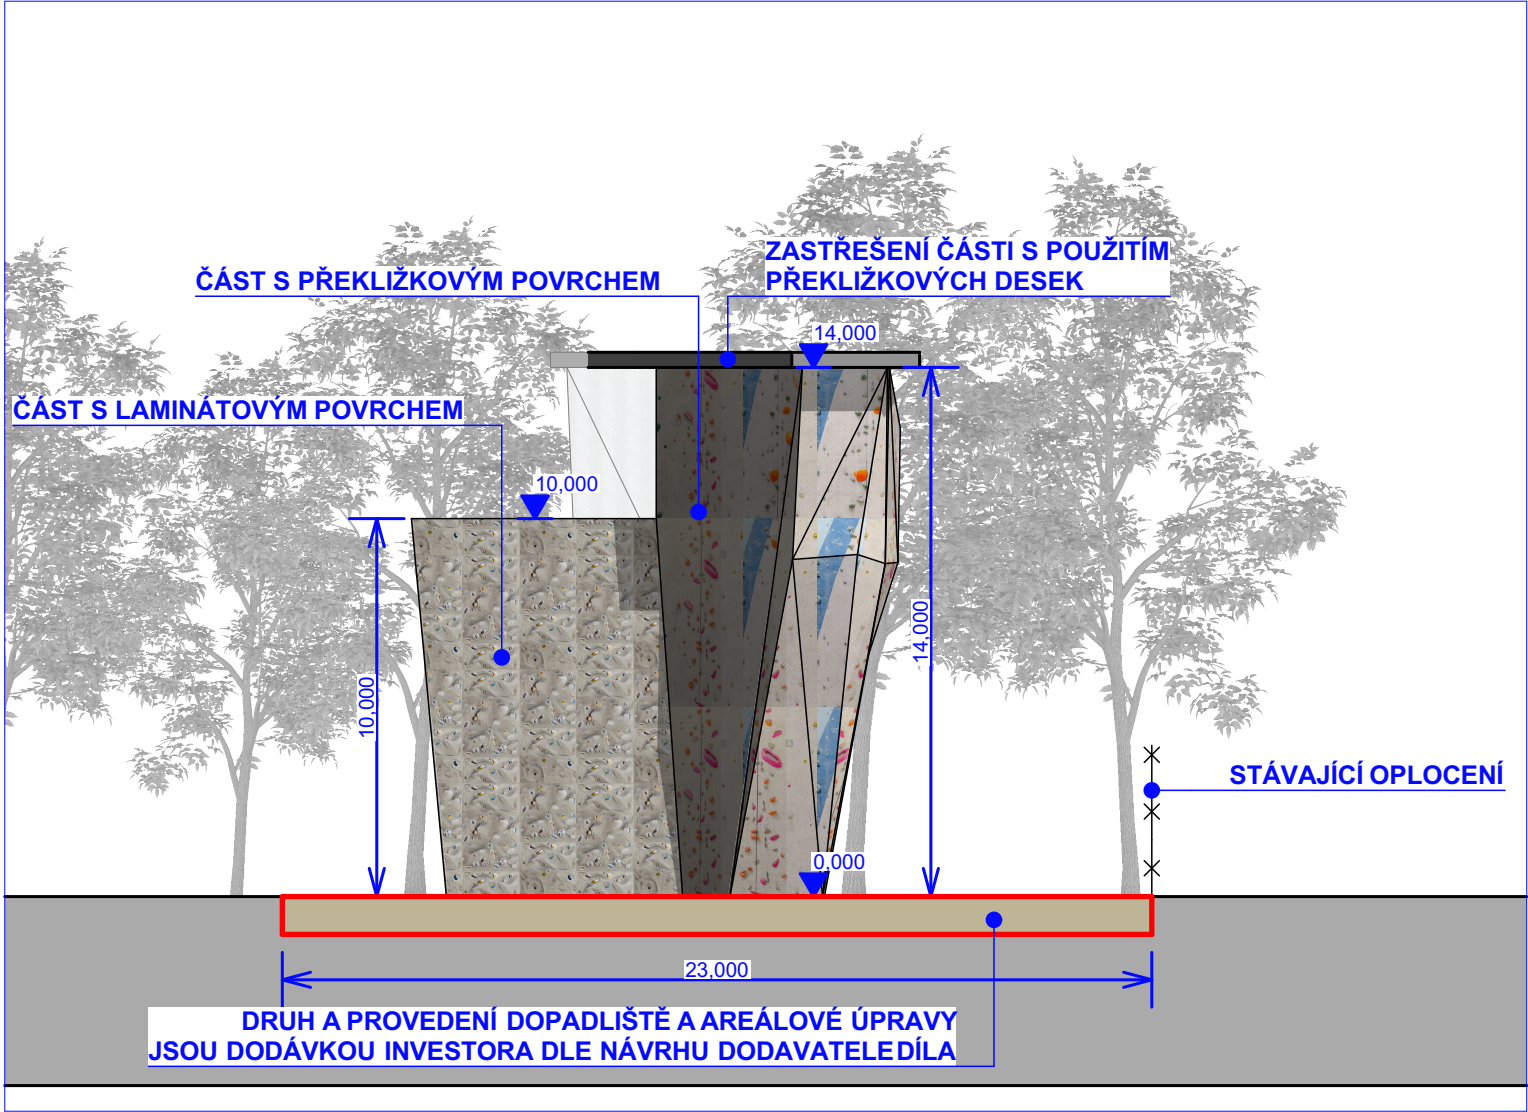 ZASTŘEŠENÍ ČÁSTI S POUŽITÍM
PŘEKLIŽKOVÝCH DESEK
ČÁST S PŘEKLIŽKOVÝM POVRCHEM
14,000
ČÁST S LAMINÁTOVÝM POVRCHEM
10,000
14,000
10,000
STÁVAJÍCÍ OPLOCENÍ
0,000
23,000
DRUH A PROVEDENÍ DOPADLIŠTĚ A AREÁLOVÉ ÚPRAVY
JSOU DODÁVKOU INVESTORA DLE NÁVRHU DODAVATELE DÍLA